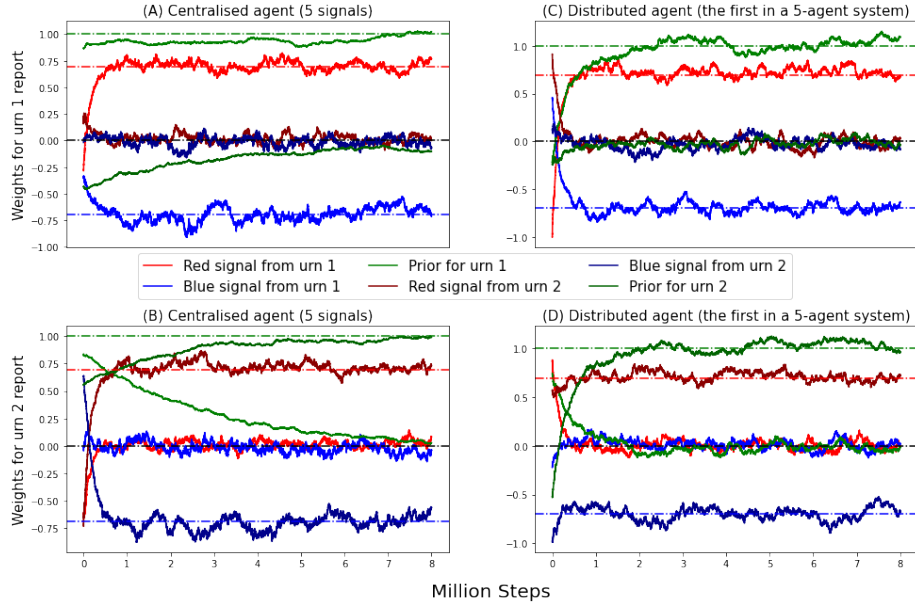 (A) Centralised agent (5 signals)
(C) Distributed agent (the first in a 5-agent system)
Weights for urn 1 report
1.00
0.75
0.50
0.25
0.00
−0.25
−0.50
−0.75
−1.00
1.0
0.5
0.0
−0.5
−1.0
Red signal from urn 1
Prior for urn 1
Blue signal from urn 2
Blue signal from urn 1
Red signal from urn 2
Prior for urn 2
(B) Centralised agent (5 signals)
(D) Distributed agent (the first in a 5-agent system)
Weights for urn 2 report
1.00
0.75
0.50
0.25
0.00
−0.25
−0.50
−0.75
1.0
0.5
0.0
−0.5
−1.0
0 1 2 3 4 5 6 7 8
0 1 2 3 4 5 6 7 8
Million Steps